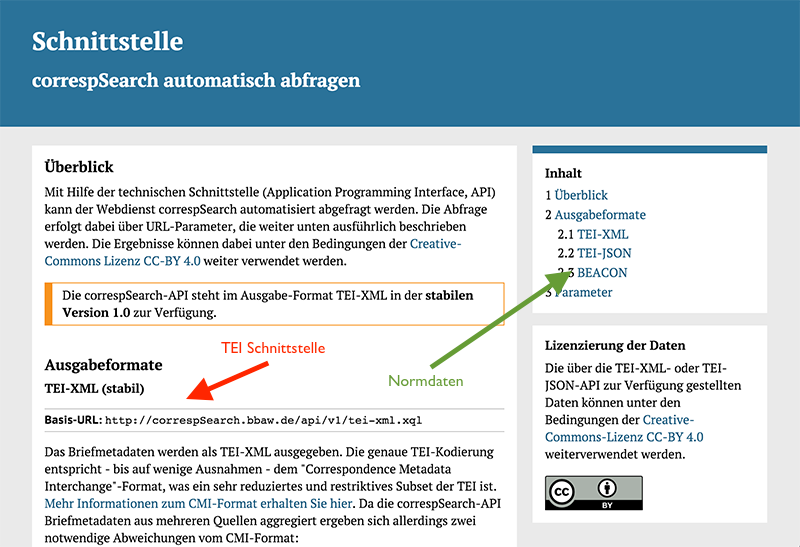 Schnittstelle
correspSearch automatisch abfragen
Überblick
Mit Hilfe der technischen Schnittstelle (Application Programming Interface, API)
kann der Webdienst correspSearch automatisiert abgefragt werden. Die Abfrage
erfolgt dabei über URL-Parameter, die weiter unten ausführlich beschrieben
werden. Die Ergebnisse können dabei unter den Bedingungen der Creative-
Commons Lizenz CC-BY 4.0 weiter verwendet werden.
Die correspSearch-API steht im Ausgabe-Format TEI-XML in der stabilen
Version 1.0 zur Verfügung.
Ausgabeformate
TEI Schnittstelle
TEI-XML (stabil)
Normdaten
Basis-URL: http://correspSearch.bbaw.de/api/v1/tei-xml.xql
Das Briefmetadaten werden als TEI-XML ausgegeben. Die genaue TEI-Kodierung
entspricht - bis auf wenige Ausnahmen - dem "Correspondence Metadata
Interchange"-Format, was ein sehr reduziertes und restriktives Subset der TEI ist.
Mehr Informationen zum CMI-Format erhalten Sie hier. Da die correspSearch-API
Briefmetadaten aus mehreren Quellen aggregiert ergeben sich allerdings zwei
notwendige Abweichungen vom CMI-Format:
Inhalt
1 Überblick
2 Ausgabeformate
2.1 TEI-XML
2.2 TEI-JSON
2.3 BEACON
3 Parameter
Lizenzierung der Daten
Die über die TEI-XML- oder TEI-
JSON-API zur Verfügung gestellten
Daten können unter den
Bedingungen der Creative-
Commons-Lizenz CC-BY 4.0
weiterverwendet werden.
cc
BY